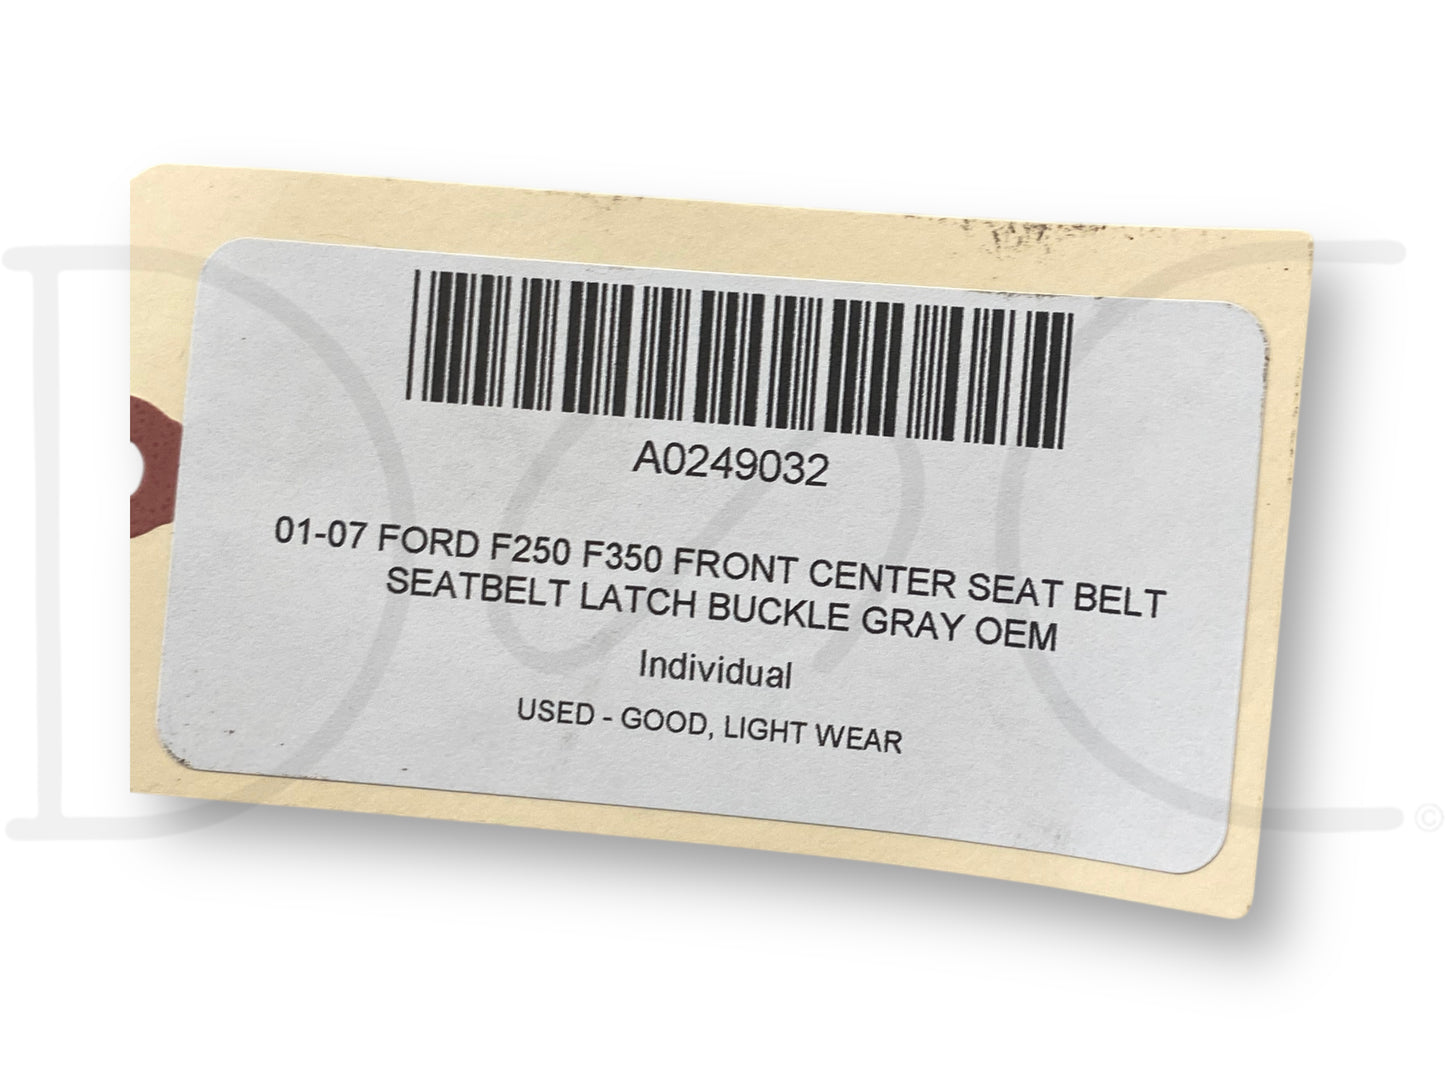 A0249032
01-07 FORD F250 F350 FRONT CENTER SEAT BELT
SEATBELT LATCH BUCKLE GRAY OEM
Individual
USED - GOOD, LIGHT WEAR
©